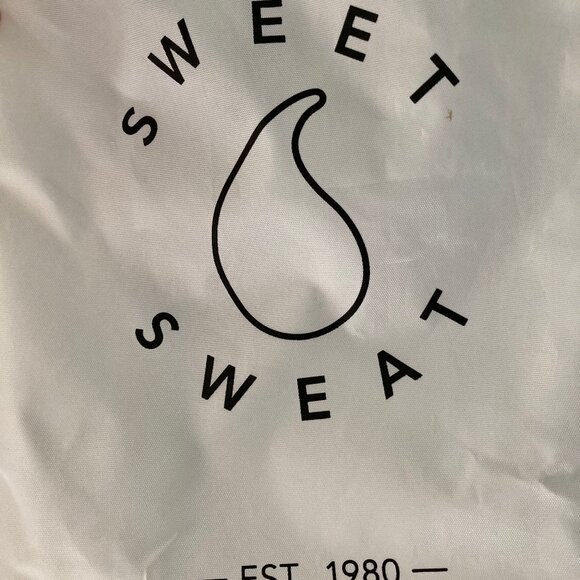 SWEET
SWEAT
— EST. 1980 —